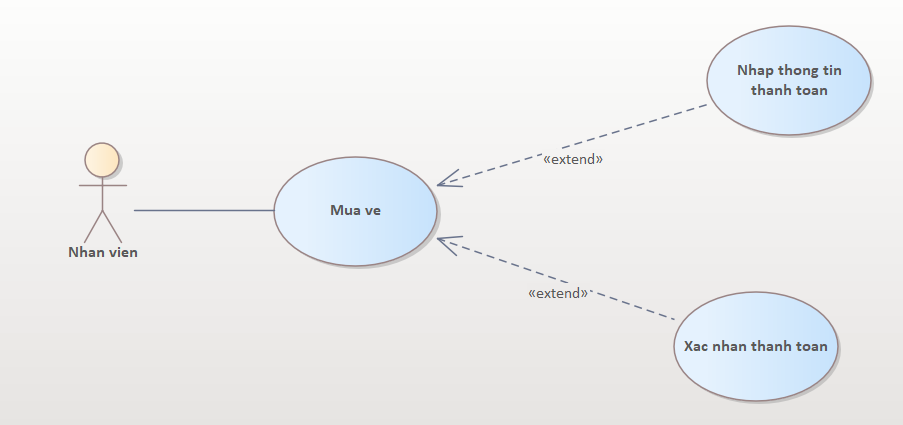 Nhap thong tin
thanh toan
«extend»
Mua ve
Nhan vien
«extend»
Xac nhan thanh toan